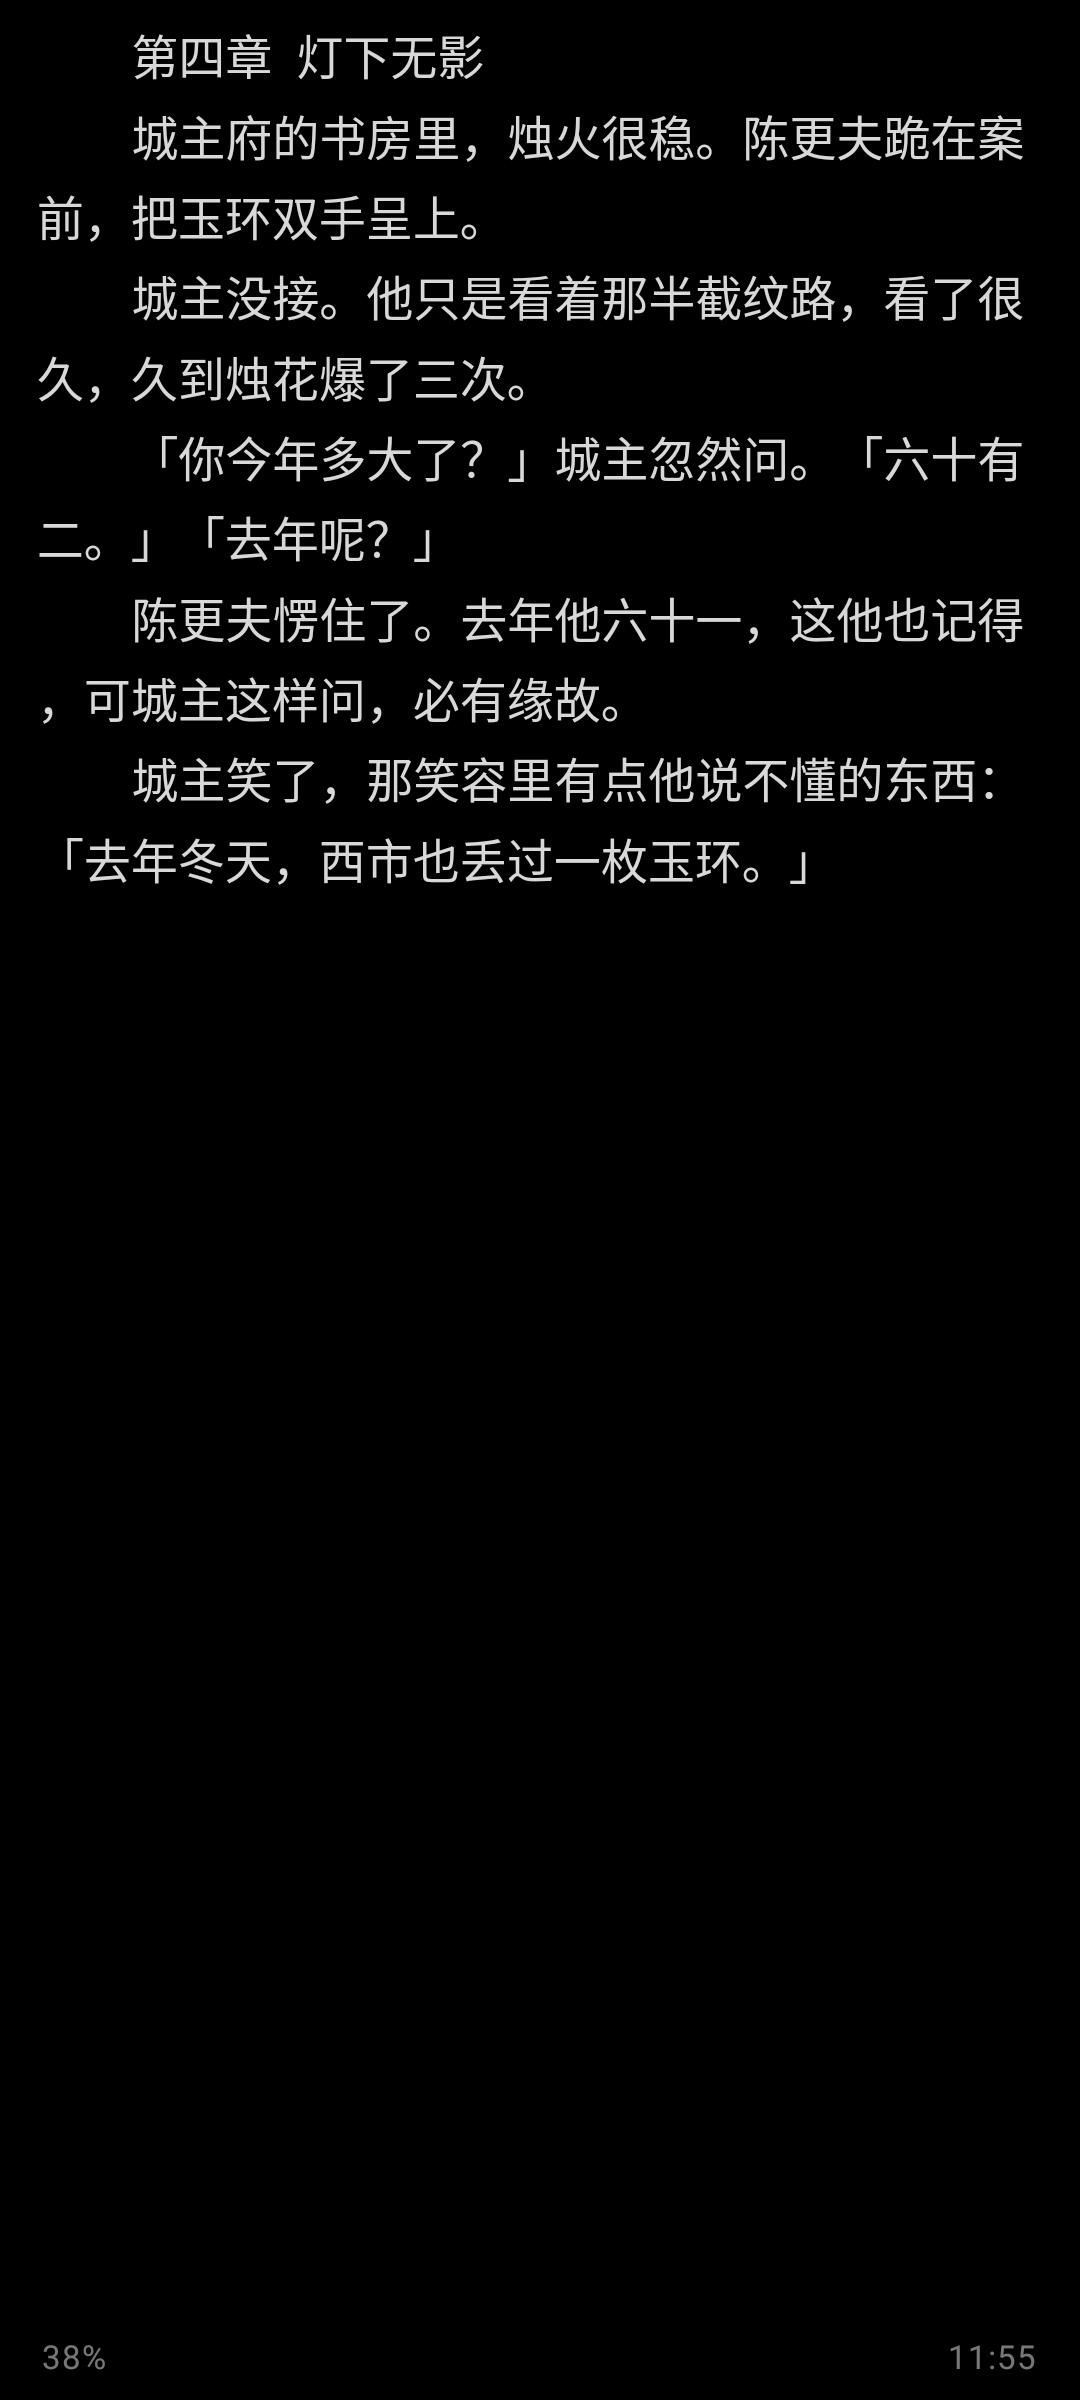 第四章 灯下无影
城主府的书房里，烛火很稳。陈更夫跪在案
前，把玉环双手呈上。
城主没接。他只是看着那半截纹路，看了很
久，久到烛花爆了三次。
「你今年多大了？」城主忽然问。「六十有
二。」「去年呢？」
陈更夫愣住了。去年他六十一，这他也记得
，可城主这样问，必有缘故。
城主笑了，那笑容里有点他说不懂的东西：
「去年冬天，西市也丢过一枚玉环。」
38%
11:55